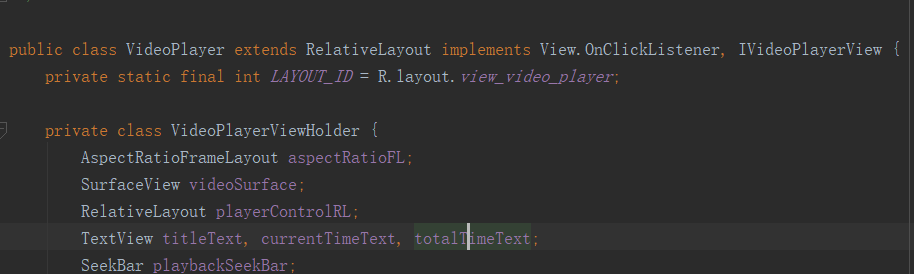 public class VideoPlayer extends RelativeLayout implements View.OnClickListener, IVideoPlayerView {
private static final int LAYOUT_ID = R.layout.view_video_player;
private class VideoPlayerViewHolder {
AspectRatioFrameLayout aspectRatioFL;
SurfaceView videoSurface;
RelativeLayout playerControlRL;
TextView titleText, currentTimeText, totalTimeText;
SeekBar playbackSeekBar;